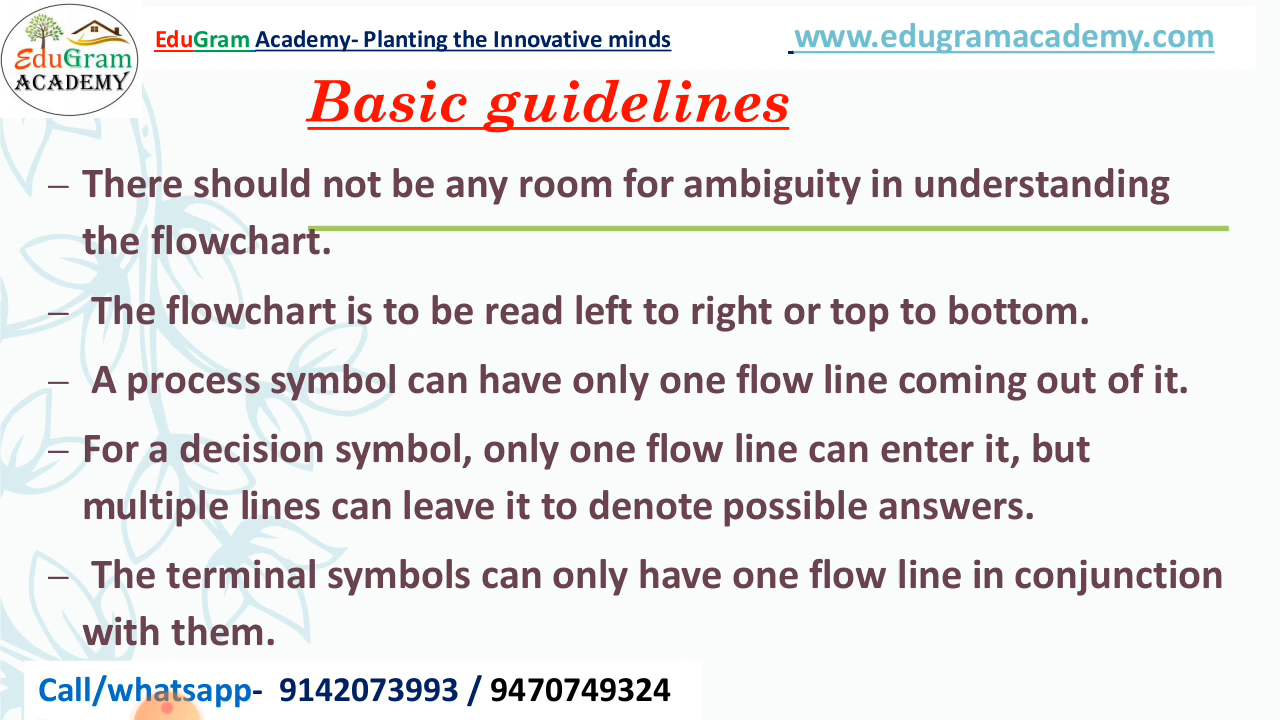 EduGram
ACADEMY
EduGram Academy- Planting the Innovative minds
www.edugramacademy.com
Basic guidelines
– There should not be any room for ambiguity in understanding
the flowchart.
– The flowchart is to be read left to right or top to bottom.
– A process symbol can have only one flow line coming out of it.
– For a decision symbol, only one flow line can enter it, but
multiple lines can leave it to denote possible answers.
– The terminal symbols can only have one flow line in conjunction
with them.
Call/whatsapp- 9142073993 / 9470749324